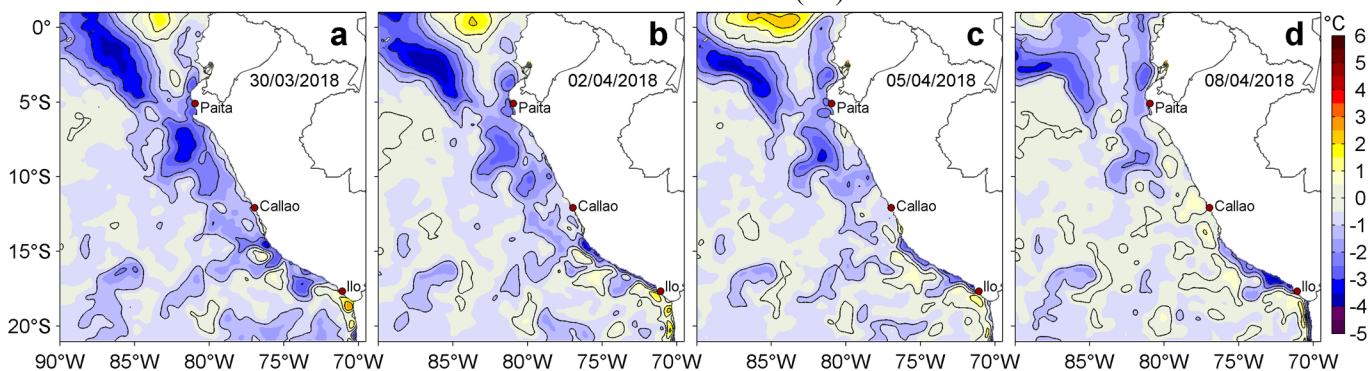 a
b
c
d
°C
30/03/2018
02/04/2018
05/04/2018
08/04/2018
Paita
Paita
Paita
Paita
Callao
Callao
Callao
Callao
Ilo
Ilo
Ilo
Ilo
0°
5°S
10°S
15°S
20°S
90°W
85°W
80°W
75°W
70°W
85°W
80°W
75°W
70°W
85°W
80°W
75°W
70°W
85°W
80°W
75°W
70°W
6
5
4
3
2
1
0
-1
-2
-3
-4
-5